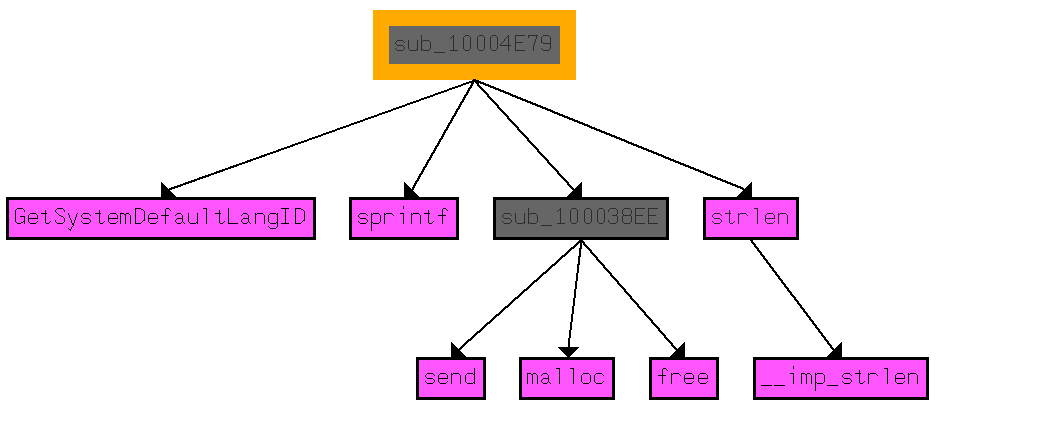 sub_10004E79
GetSystemDefaultLangID
sprintf
sub_100038EE
strlen
send
malloc
free
__imp_strlen